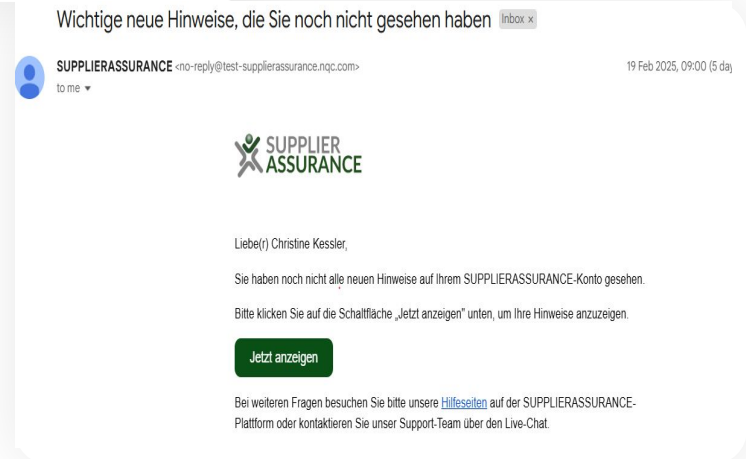 Wichtige neue Hinweise, die Sie noch nicht gesehen haben Inbox x
SUPPLIERASSURANCE <no-reply@test-supplierassurance.nqc.com> 19 Feb 2025, 09:00 (5 day
to me
SUPPLIER
ASSURANCE
Liebe(r) Christine Kessler,
Sie haben noch nicht alle neuen Hinweise auf Ihrem SUPPLIERASSURANCE-Konto gesehen.
Bitte klicken Sie auf die Schaltfläche „Jetzt anzeigen" unten, um Ihre Hinweise anzuzeigen.
Jetzt anzeigen
Bei weiteren Fragen besuchen Sie bitte unsere Hilfeseiten auf der SUPPLIERASSURANCE-
Plattform oder kontaktieren Sie unser Support-Team über den Live-Chat.